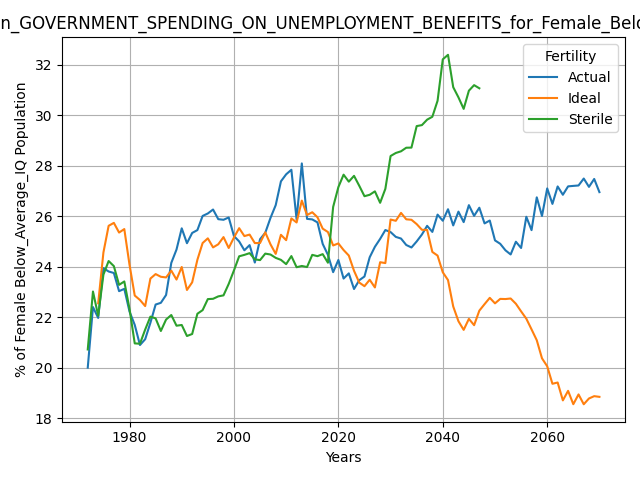 n_GOVERNMENT_SPENDING_ON_UNEMPLOYMENT_BENEFITS_for_Female_Belo
% of Female Below_Average_IQ Population
32
30
28
26
24
22
20
18
Fertility
Actual
Ideal
Sterile
1980 2000 2020 2040 2060
Years